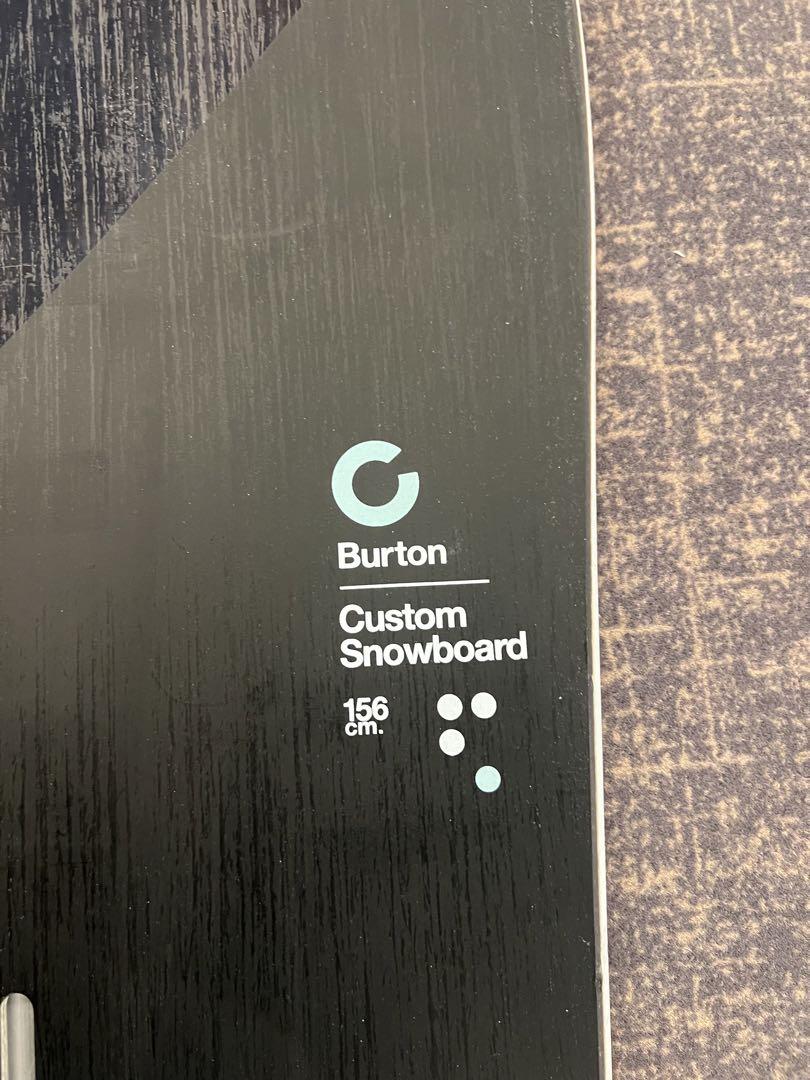 Burton
Custom
Snowboard
156
cm.